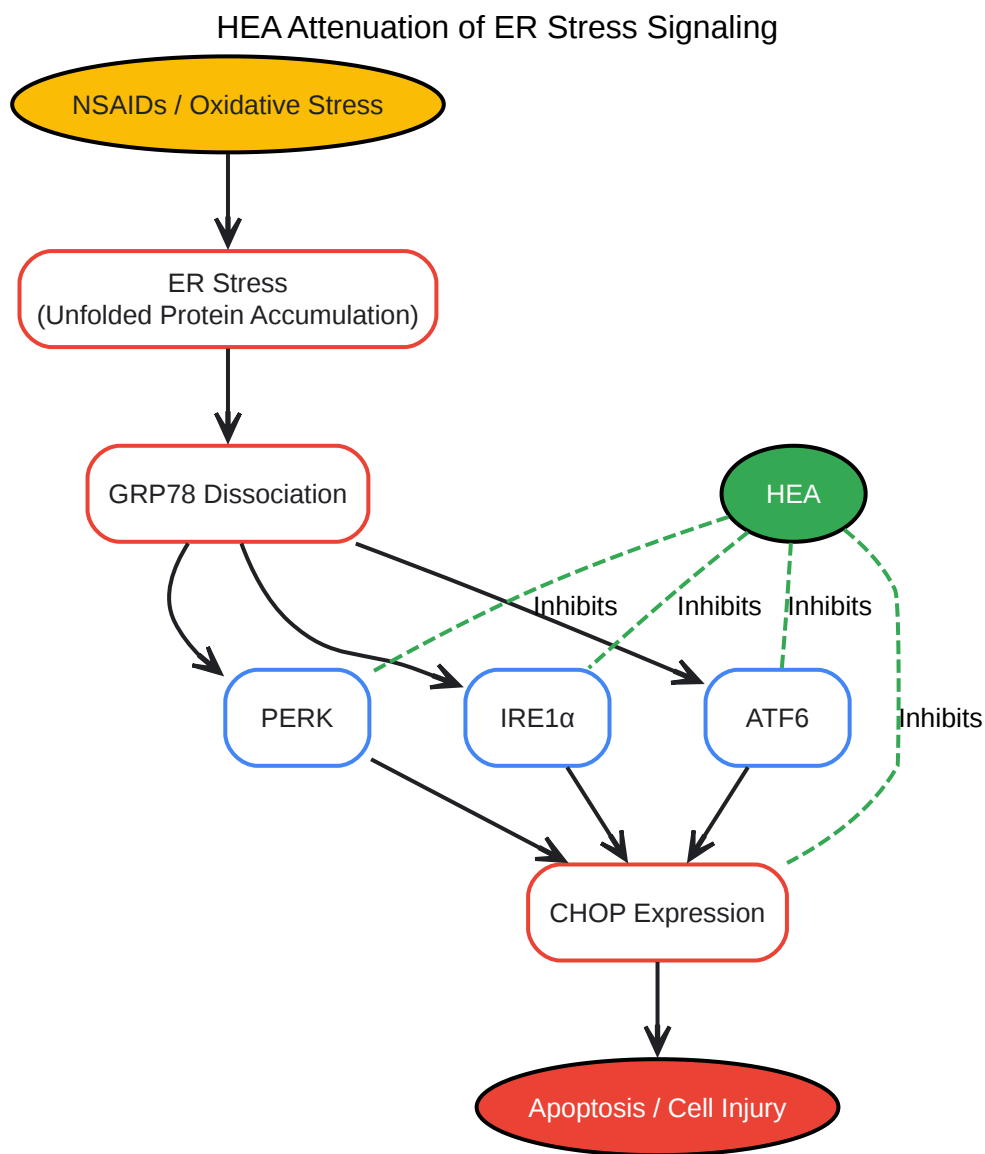 HEA Attenuation of ER Stress Signaling
NSAIDs / Oxidative Stress
ER Stress
(Unfolded Protein Accumulation)
GRP78 Dissociation
HEA
Inhibits
Inhibits
Inhibits
PERK
IRE1α
ATF6
Inhibits
CHOP Expression
Apoptosis / Cell Injury